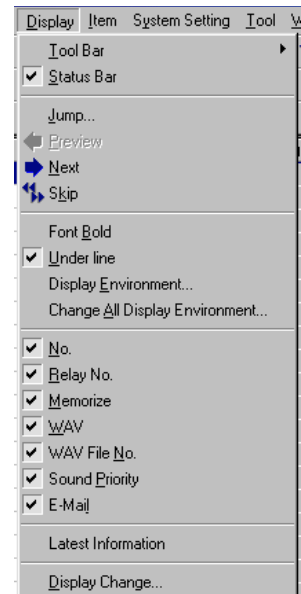 Display Item System Setting Tool
Tool Bar
Status Bar
Jump...
Preview
Next
Skip
Font Bold
Under line
Display Environment...
Change All Display Environment...
No.
Relay No.
Memorize
WAV
WAV File No.
Sound Priority
E-Mail
Latest Information
Display Change...